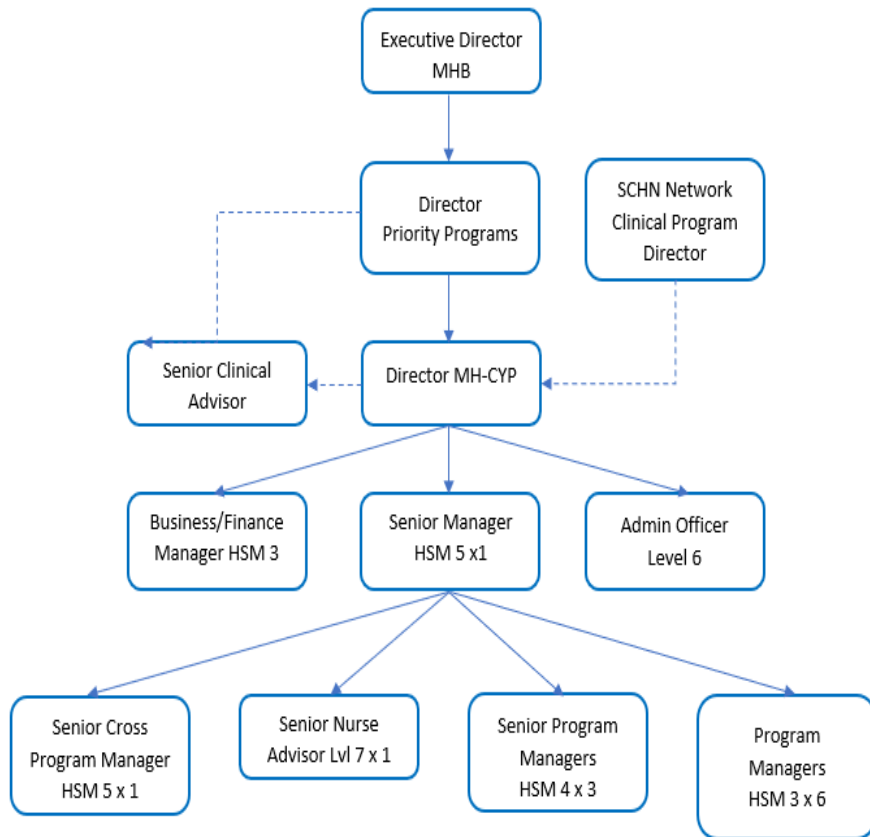 Executive Director
MHB
Director
Priority Programs
SCHN Network
Clinical Program
Director
Senior Clinical
Advisor
Director MH-CYP
Business/Finance
Manager HSM 3
Senior Manager
HSM 5 x1
Admin Officer
Level 6
Senior Cross
Program Manager
HSM 5 x 1
Senior Nurse
Advisor Lvl 7 x 1
Senior Program
Managers
HSM 4 x 3
Program
Managers
HSM 3 x 6